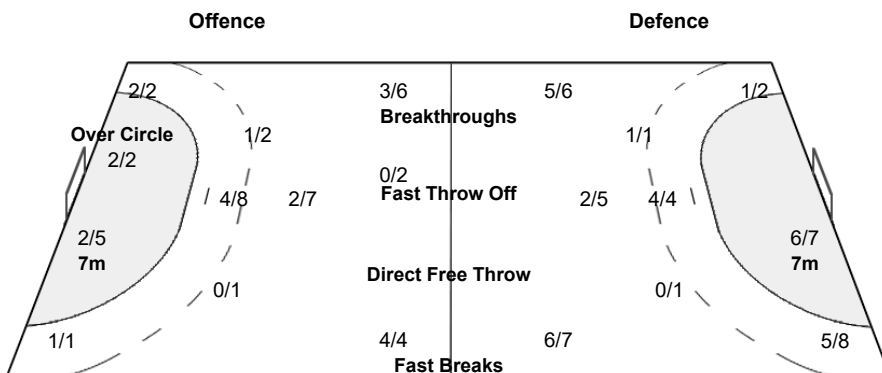 Offence Defence
2/2 3/6 5/6 1/2
Breakthroughs
Over Circle 1/2 1/1
2/2
0/2
4/8 2/7 Fast Throw Off 2/5 4/4
2/5 6/7
7m 7m
Direct Free Throw
0/1 0/1
1/1 4/4 6/7 5/8
Fast Breaks